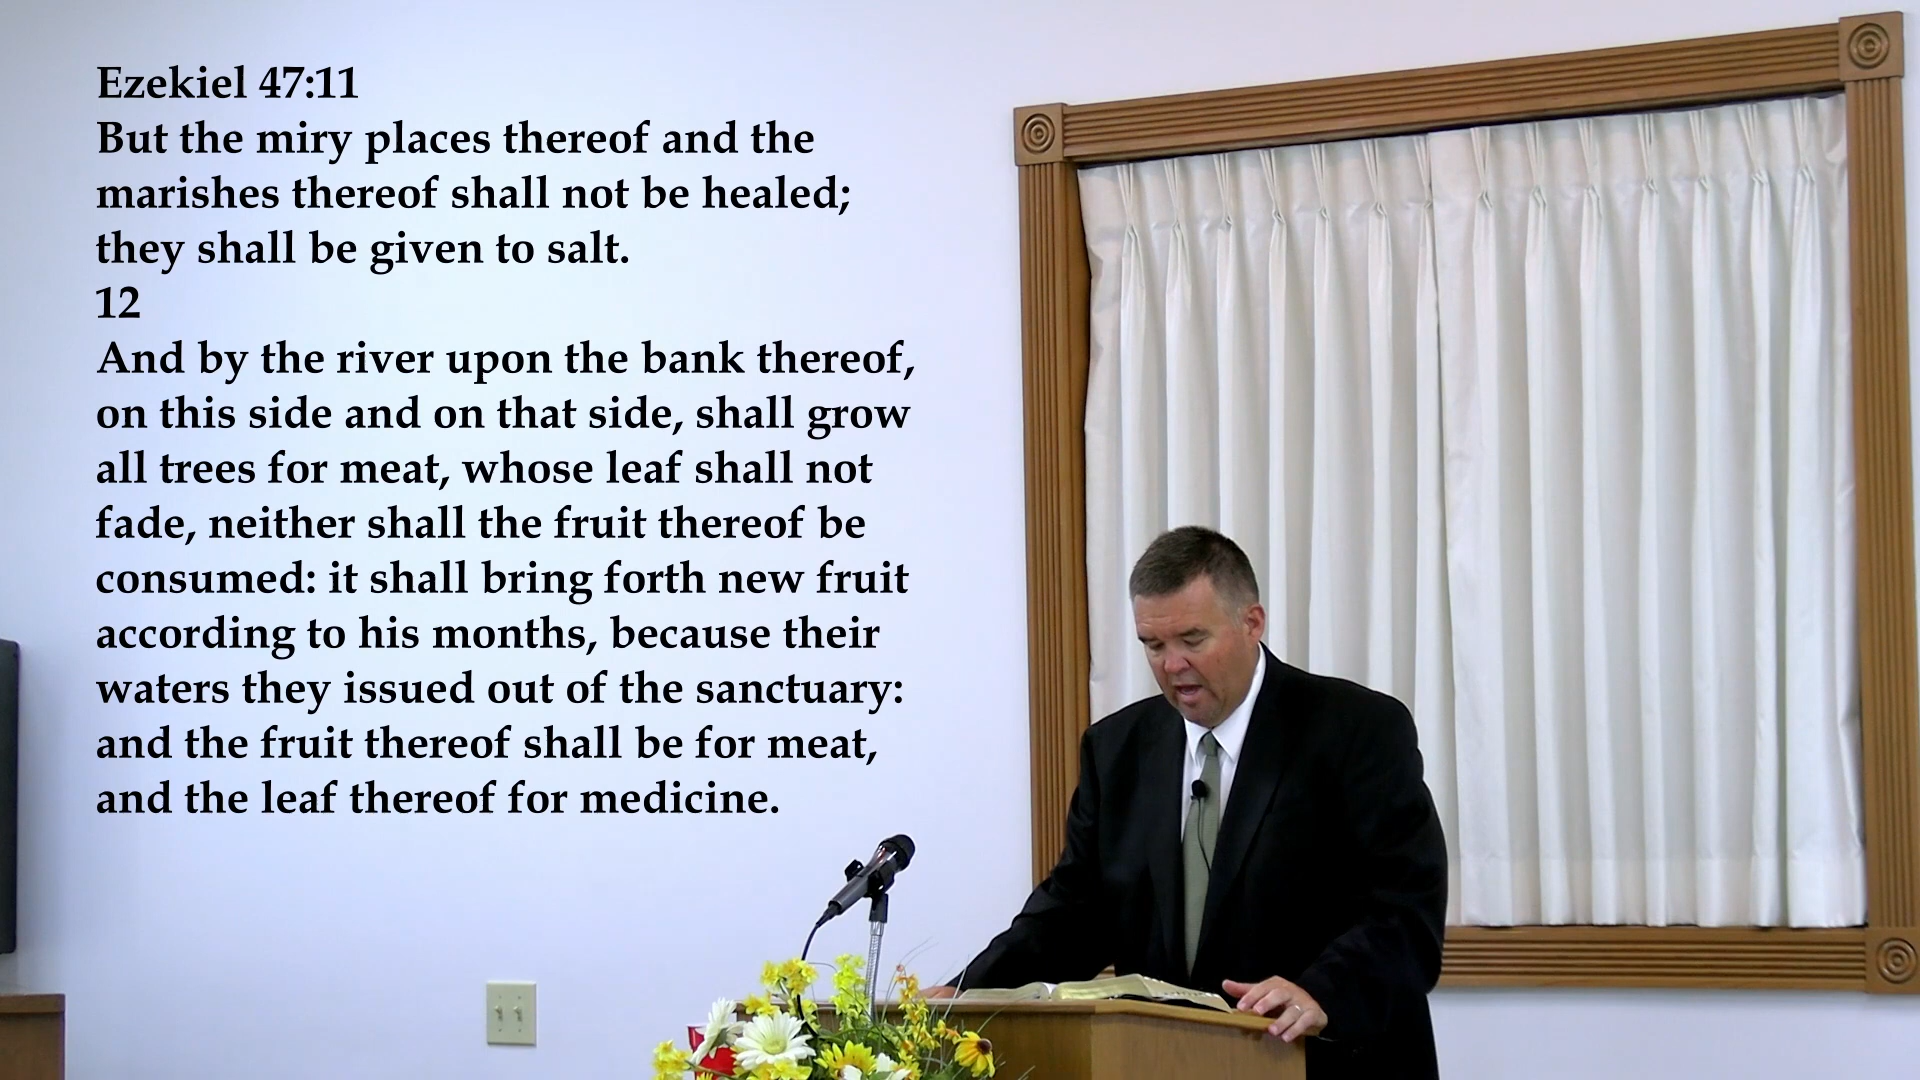 Ezekiel 47:11
But the miry places thereof and the
marishes thereof shall not be healed;
they shall be given to salt.
12
And by the river upon the bank thereof,
on this side and on that side, shall grow
all trees for meat, whose leaf shall not
fade, neither shall the fruit thereof be
consumed: it shall bring forth new fruit
according to his months, because their
waters they issued out of the sanctuary:
and the fruit thereof shall be for meat,
and the leaf thereof for medicine.